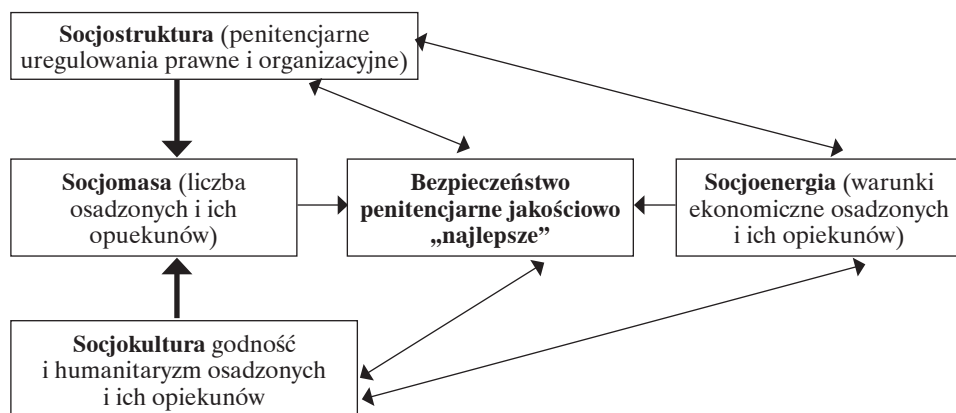 Socjostruktura (penitencjarne
uregulowania prawne i organizacyjne)
Socjomasa (liczba
osadzonych i ich
opuekunów)
Bezpieczeństwo
penitencjarne jakościowo
„najlepsze”
Socjoenergia (warunki
ekonomiczne osadzonych
i ich opiekunów)
Socjokultura godność
i humanitaryzm osadzonych
i ich opiekunów